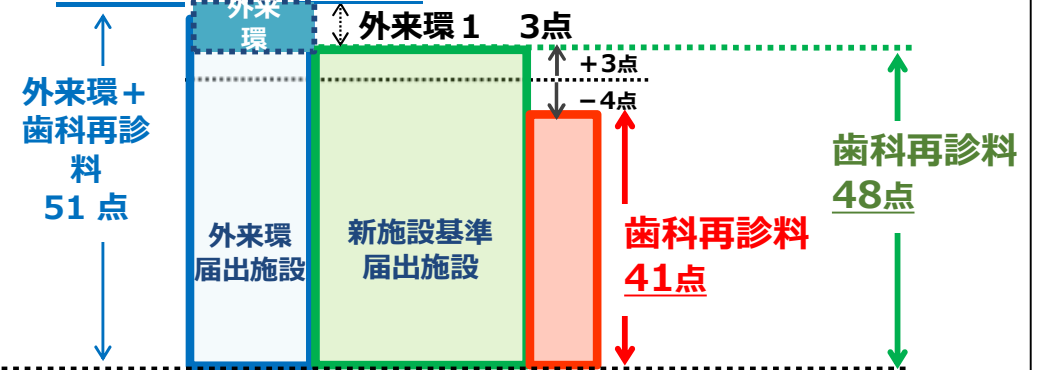 外来
環
外来環１　3点
+3点
−4点
外来環＋
歯科再診
料
51 点
外来環
届出施設
新施設基準
届出施設
歯科再診料
41点
歯科再診料
48点